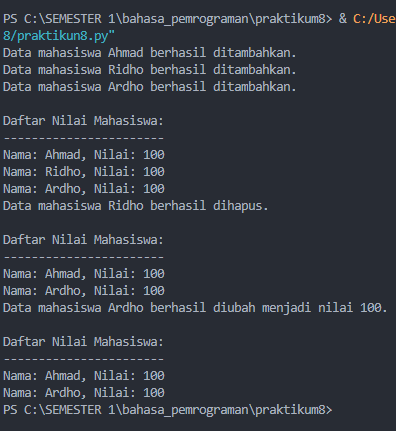 PS C:\SEMESTER 1\bahasa_pemrograman\praktikum8> & C:/Use
8/praktikun8.py"
Data mahasiswa Ahmad berhasil ditambahkan.
Data mahasiswa Ridho berhasil ditambahkan.
Data mahasiswa Ardho berhasil ditambahkan.
Daftar Nilai Mahasiswa:
------------------------
Nama: Ahmad, Nilai: 100
Nama: Ridho, Nilai: 100
Nama: Ardho, Nilai: 100
Data mahasiswa Ridho berhasil dihapus.
Daftar Nilai Mahasiswa:
------------------------
Nama: Ahmad, Nilai: 100
Nama: Ardho, Nilai: 100
Data mahasiswa Ardho berhasil diubah menjadi nilai 100.
Daftar Nilai Mahasiswa:
------------------------
Nama: Ahmad, Nilai: 100
Nama: Ardho, Nilai: 100
PS C:\SEMESTER 1\bahasa_pemrograman\praktikum8>